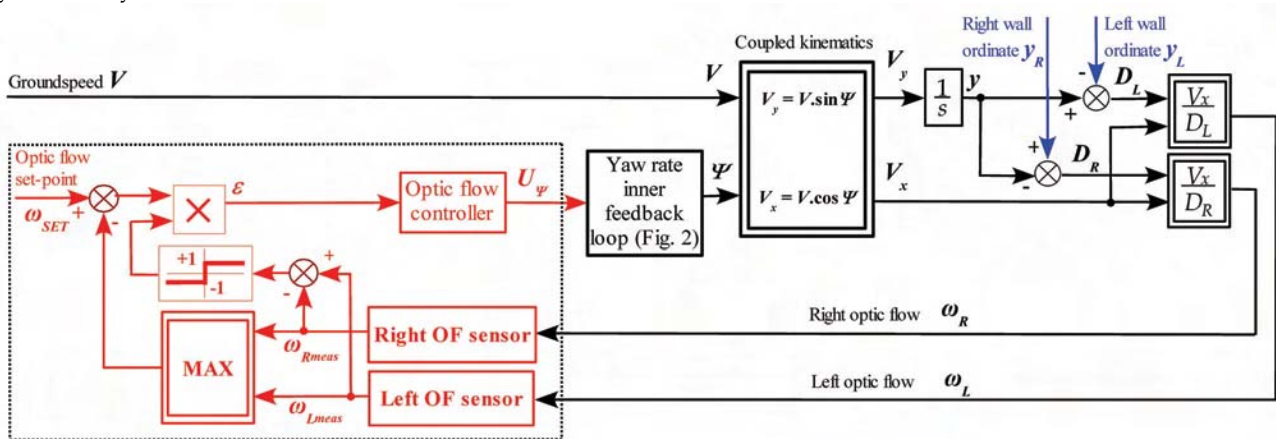 Right wall
ordinate y_R
Left wall
ordinate y_L
Coupled kinematics
Groundspeed V
V
V_y = V.sin Ψ
V_x = V.cos Ψ
V_y
1
s
y
+
-
D_L
V_x
D_L
+
-
D_R
V_x
D_R
V_x
Optic flow
set-point
ω_SET
+
-
×
ε
Optic flow
controller
U_Ψ
Yaw rate
inner
feedback
loop (Fig. 2)
Ψ
+1
-1
+
-
MAX
ω_Rmeas
Right OF sensor
Right optic flow ω_R
ω_Lmeas
Left OF sensor
Left optic flow ω_L